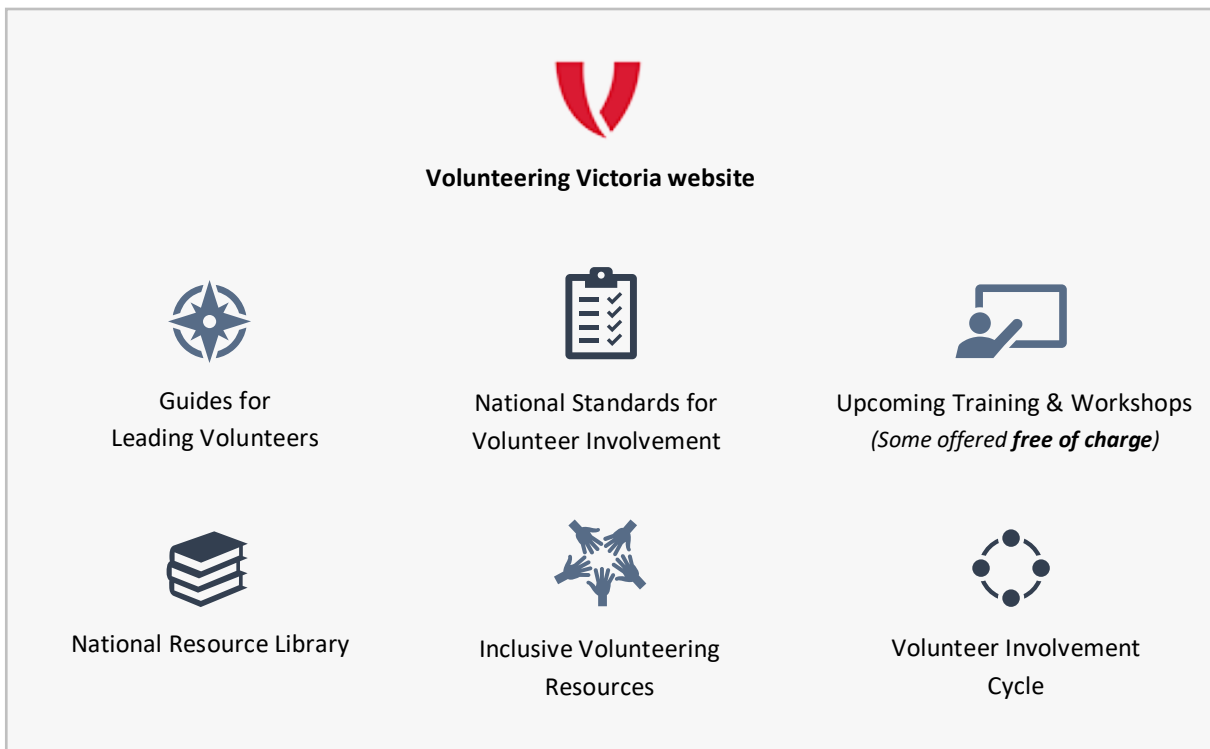 Volunteering Victoria website
Guides for
Leading Volunteers
National Standards for
Volunteer Involvement
Upcoming Training & Workshops
(Some offered free of charge)
National Resource Library
Inclusive Volunteering
Resources
Volunteer Involvement
Cycle